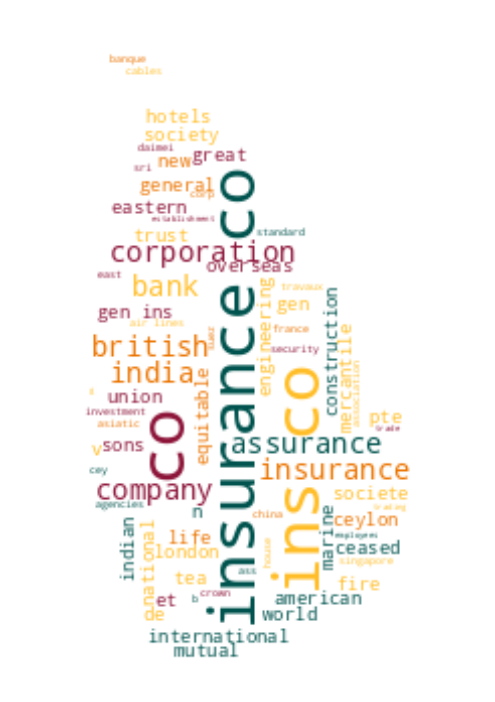 banque
cables
hotels
society
daimei
new great
sri
general
corp
eastern
establishment
trust
standard
corporation
overseas
east
bank
travaux
gen
gen ins
air lines
france
british
suez
security
india
engineering
construction
mercantile
association
union
investment
asiatic
equitable
pte
trade
v sons
co
insurance co
ins co
assurance
cey
insurance
company
societe
agencies
n
trading
china
ceylon
indian
national
life
london
house
marine
employees
ceased
singapore
tea
ass
fire
crown
et
b
american
de
world
international
mutual